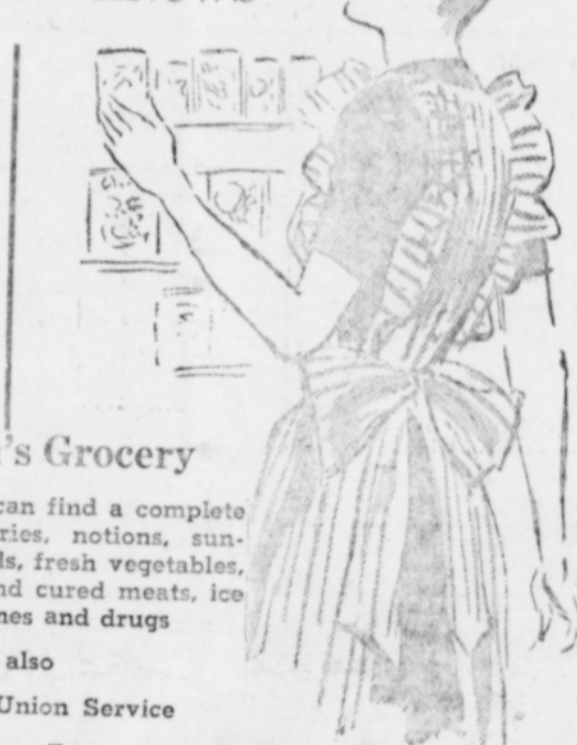 's Grocery
can find a complete
ries, notions, sun-
ls, fresh vegetables,
nd cured meats, ice
nes and drugs
also
Union Service